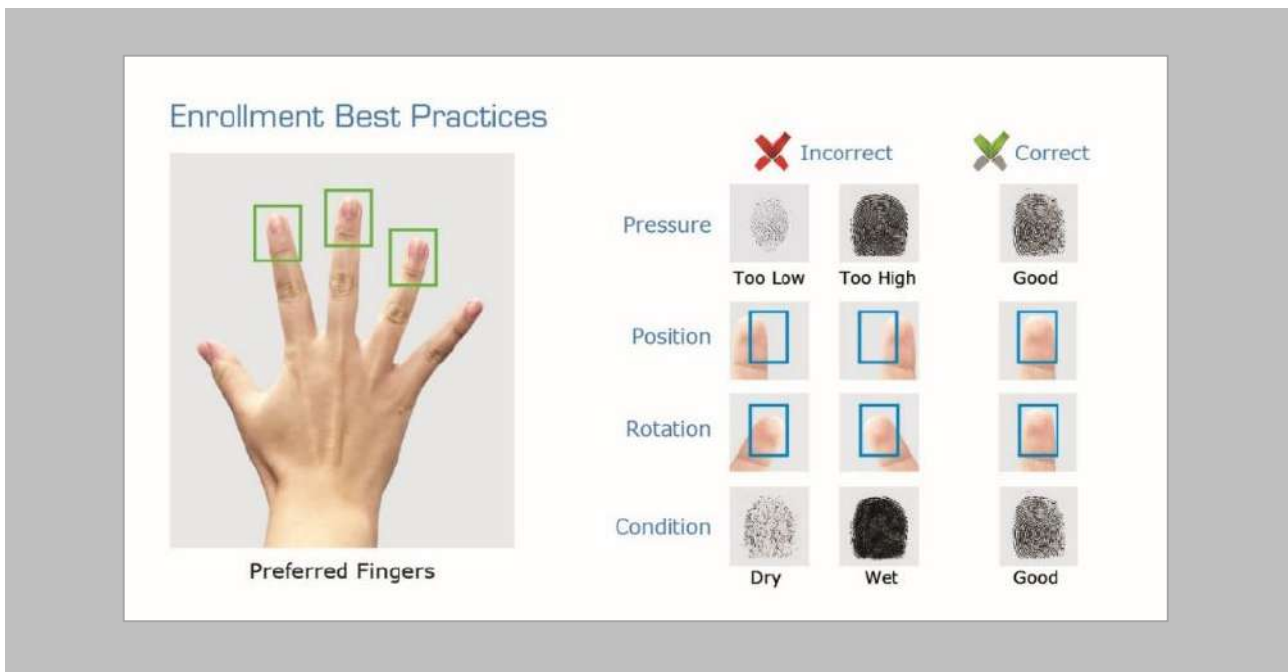 Enrollment Best Practices
Incorrect
Correct
Pressure
Too Low
Too High
Good
Position
Rotation
Condition
Dry
Wet
Good
Preferred Fingers